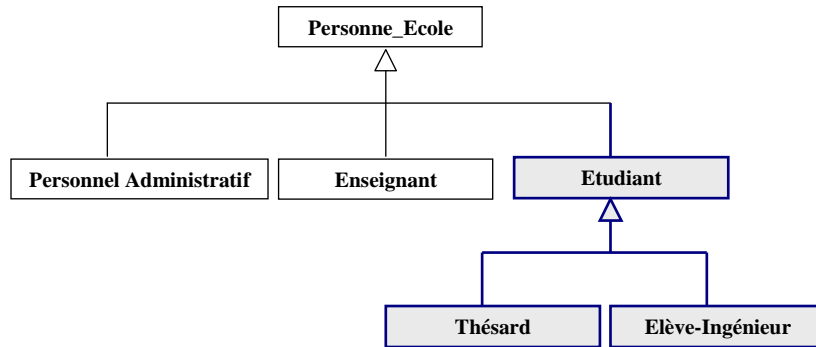 Personne_Ecole
Personnel Administratif
Enseignant
Etudiant
Thésard
Elève-Ingénieur